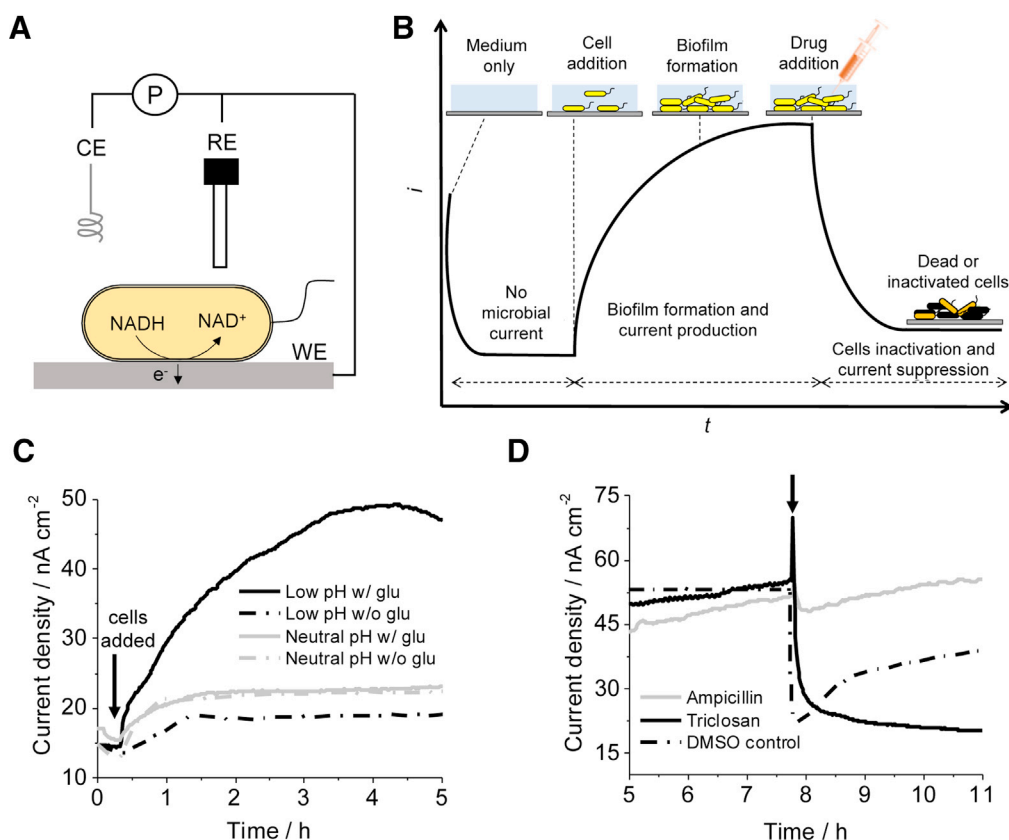 A
P
CE
RE
NADH
NAD⁺
WE
e⁻
B
Medium
only
Cell
addition
Biofilm
formation
Drug
addition
i
No
microbial
current
Biofilm formation and
current production
Dead or
inactivated cells
Cells inactivation and
current suppression
t
C
Current density / nA cm⁻²
50
40
30
20
10
cells
added
Low pH w/ glu
Low pH w/o glu
Neutral pH w/ glu
Neutral pH w/o glu
0 1 2 3 4 5
Time / h
D
Current density / nA cm⁻²
75
60
45
30
15
Ampicillin
Triclosan
DMSO control
5 6 7 8 9 10 11
Time / h